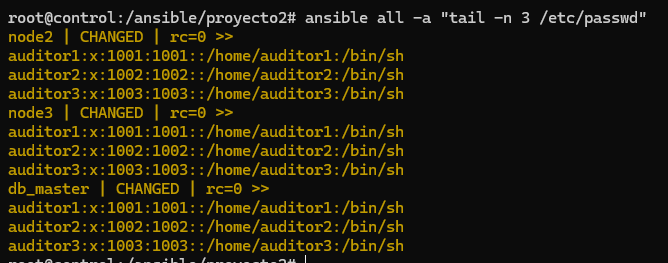 root@control:/ansible/proyecto2# ansible all -a "tail -n 3 /etc/passwd"
node2 | CHANGED | rc=0 >>
auditor1:x:1001:1001::/home/auditor1:/bin/sh
auditor2:x:1002:1002::/home/auditor2:/bin/sh
auditor3:x:1003:1003::/home/auditor3:/bin/sh
node3 | CHANGED | rc=0 >>
auditor1:x:1001:1001::/home/auditor1:/bin/sh
auditor2:x:1002:1002::/home/auditor2:/bin/sh
auditor3:x:1003:1003::/home/auditor3:/bin/sh
db_master | CHANGED | rc=0 >>
auditor1:x:1001:1001::/home/auditor1:/bin/sh
auditor2:x:1002:1002::/home/auditor2:/bin/sh
auditor3:x:1003:1003::/home/auditor3:/bin/sh
root@control:/ansible/proyecto2#